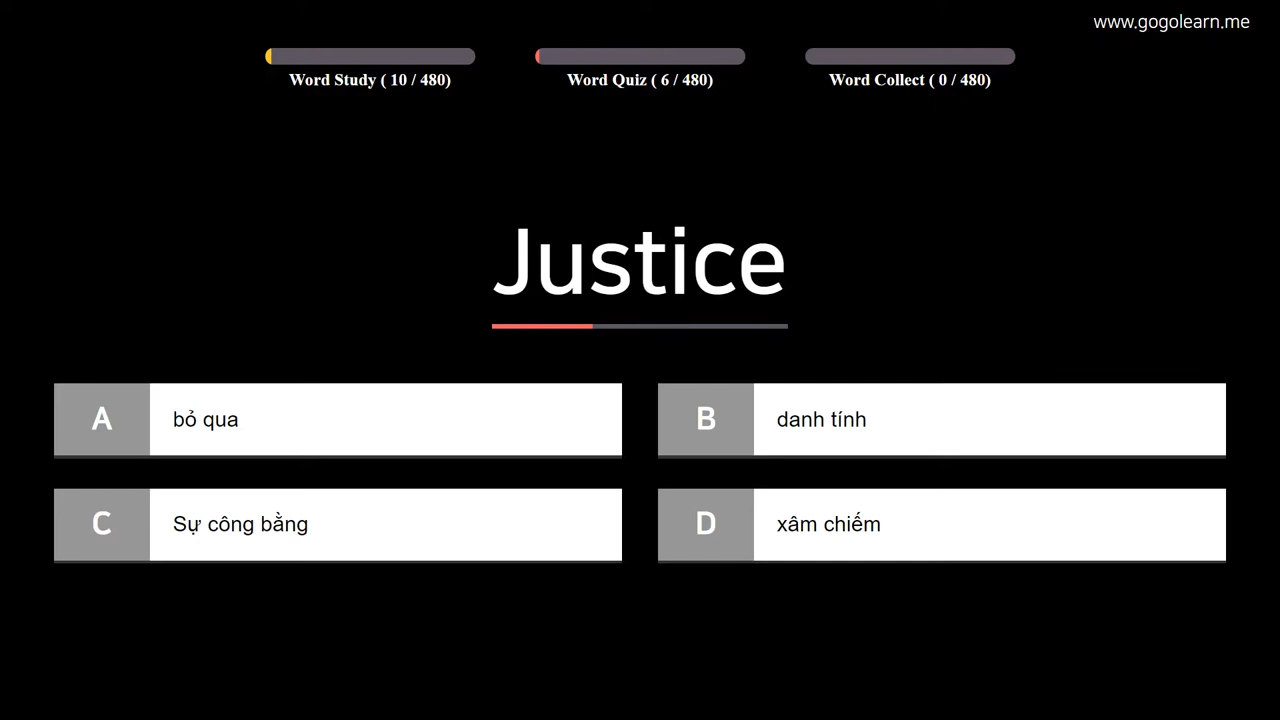 www.gogolearn.me
Word Study ( 10 / 480)
Word Quiz ( 6 / 480)
Word Collect ( 0 / 480)
Justice
A bỏ qua
B danh tính
C Sự công bằng
D xâm chiếm